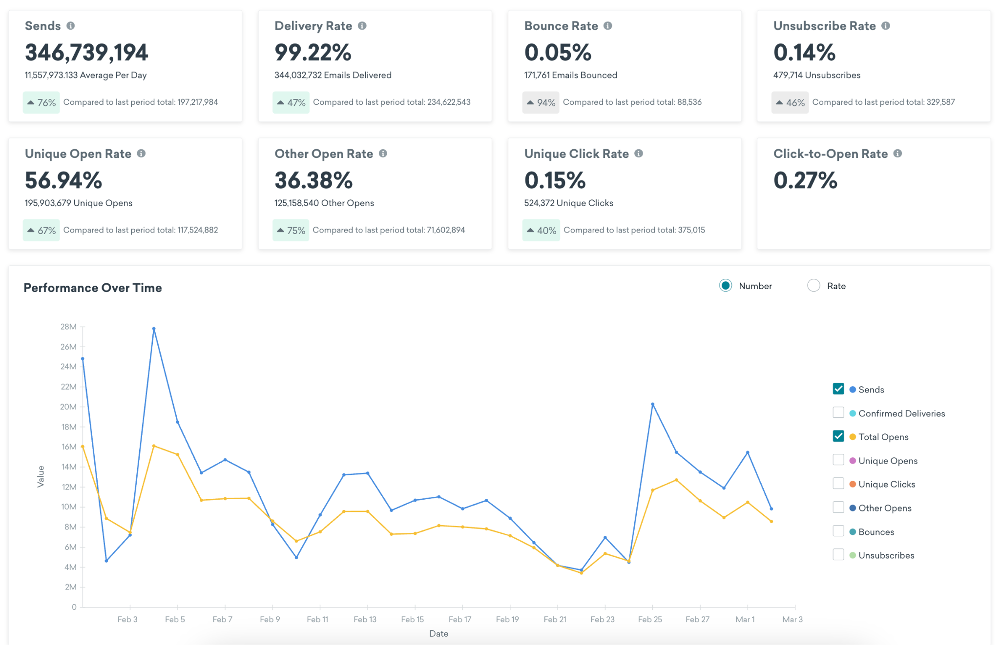 Sends
346,739,194
11,557,973.133 Average Per Day
76% Compared to last period total: 197,217,984
Delivery Rate
99.22%
344,032,732 Emails Delivered
47% Compared to last period total: 234,622,543
Bounce Rate
0.05%
171,761 Emails Bounced
94% Compared to last period total: 88,536
Unsubscribe Rate
0.14%
479,714 Unsubscribes
46% Compared to last period total: 329,587
Unique Open Rate
56.94%
195,903,679 Unique Opens
67% Compared to last period total: 117,524,882
Other Open Rate
36.38%
125,158,540 Other Opens
75% Compared to last period total: 71,602,894
Unique Click Rate
0.15%
524,372 Unique Clicks
40% Compared to last period total: 375,015
Click-to-Open Rate
0.27%
Performance Over Time
Number
Rate
28M
26M
24M
22M
20M
18M
16M
14M
12M
10M
8M
6M
4M
2M
0
Value
Feb 3
Feb 5
Feb 7
Feb 9
Feb 11
Feb 13
Feb 15
Feb 17
Feb 19
Feb 21
Feb 23
Feb 25
Feb 27
Mar 1
Mar 3
Date
Sends
Confirmed Deliveries
Total Opens
Unique Opens
Unique Clicks
Other Opens
Bounces
Unsubscribes